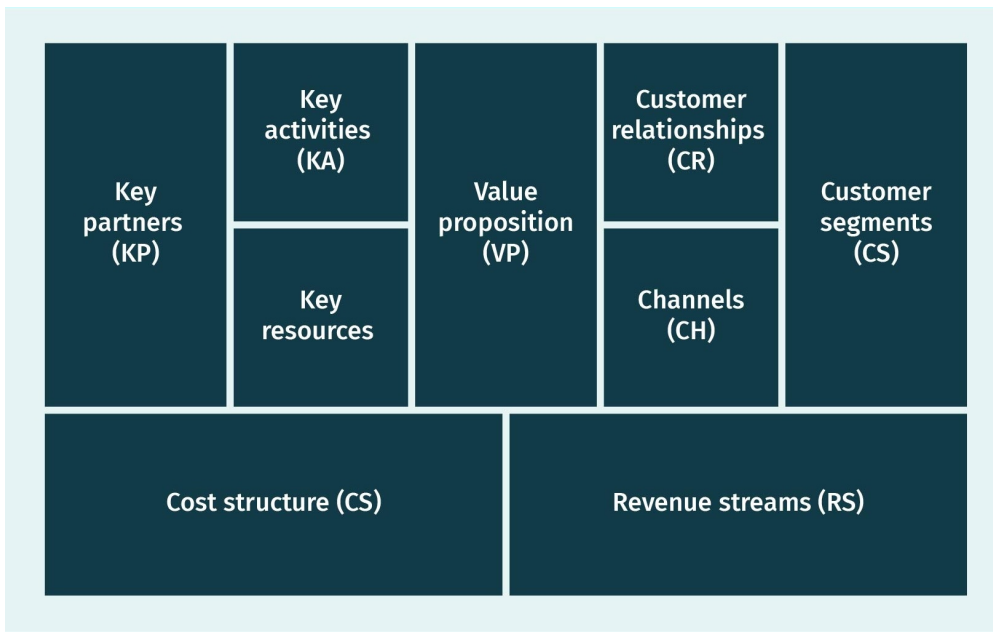 Key
partners
(KP)
Key
activities
(KA)
Key
resources
Value
proposition
(VP)
Customer
relationships
(CR)
Channels
(CH)
Customer
segments
(CS)
Cost structure (CS)
Revenue streams (RS)